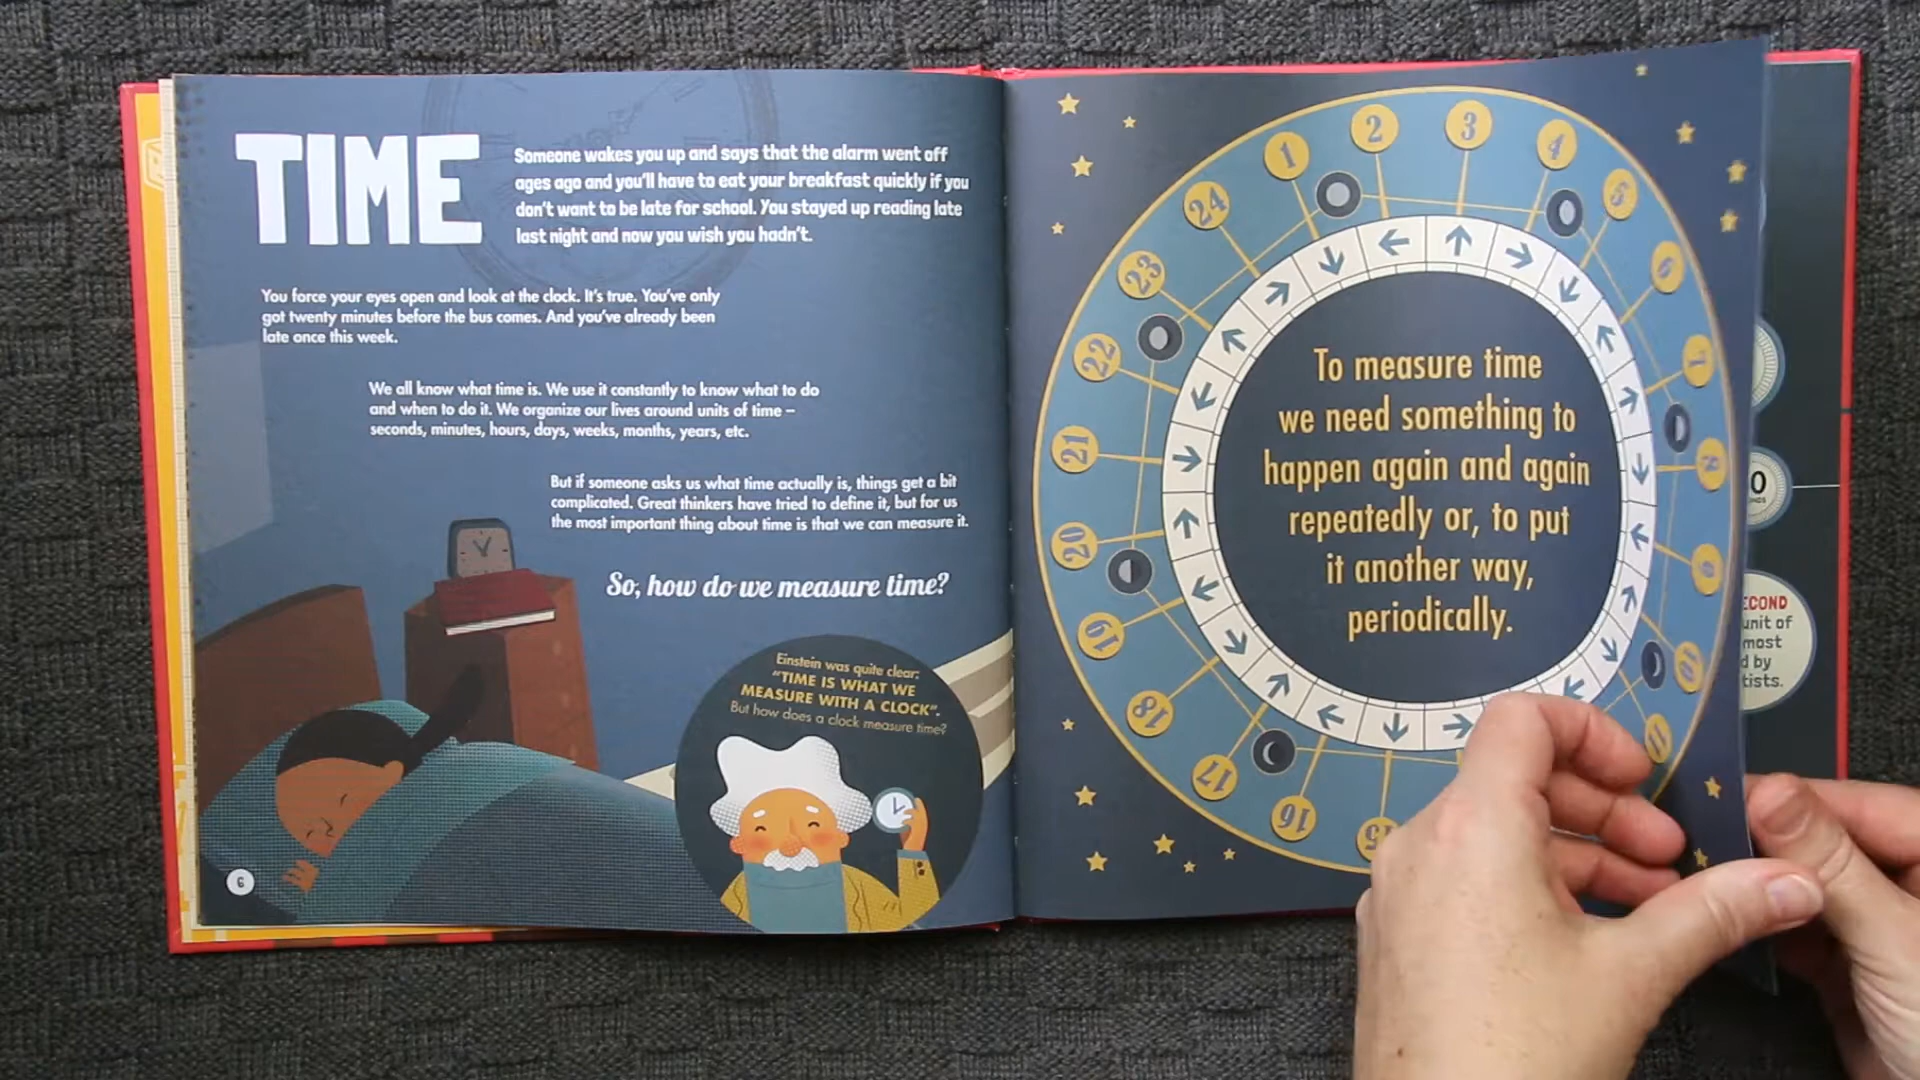 TIME
Someone wakes you up and says that the alarm went off
ages ago and you'll have to eat your breakfast quickly if you
don't want to be late for school. You stayed up reading late
last night and now you wish you hadn't.
You force your eyes open and look at the clock. It's true. You've only
got twenty minutes before the bus comes. And you've already been
late once this week.
We all know what time is. We use it constantly to know what to do
and when to do it. We organize our lives around units of time –
seconds, minutes, hours, days, weeks, months, years, etc.
But if someone asks us what time actually is, things get a bit
complicated. Great thinkers have tried to define it, but for us
the most important thing about time is that we can measure it.
So, how do we measure time?
Einstein was quite clear:
"TIME IS WHAT WE
MEASURE WITH A CLOCK".
But how does a clock measure time?
6
1
2
3
4
5
6
7
8
9
10
11
15
16
17
18
19
20
21
22
23
24
To measure time
we need something to
happen again and again
repeatedly or, to put
it another way,
periodically.
0
ECOND
unit of
most
d by
tists.